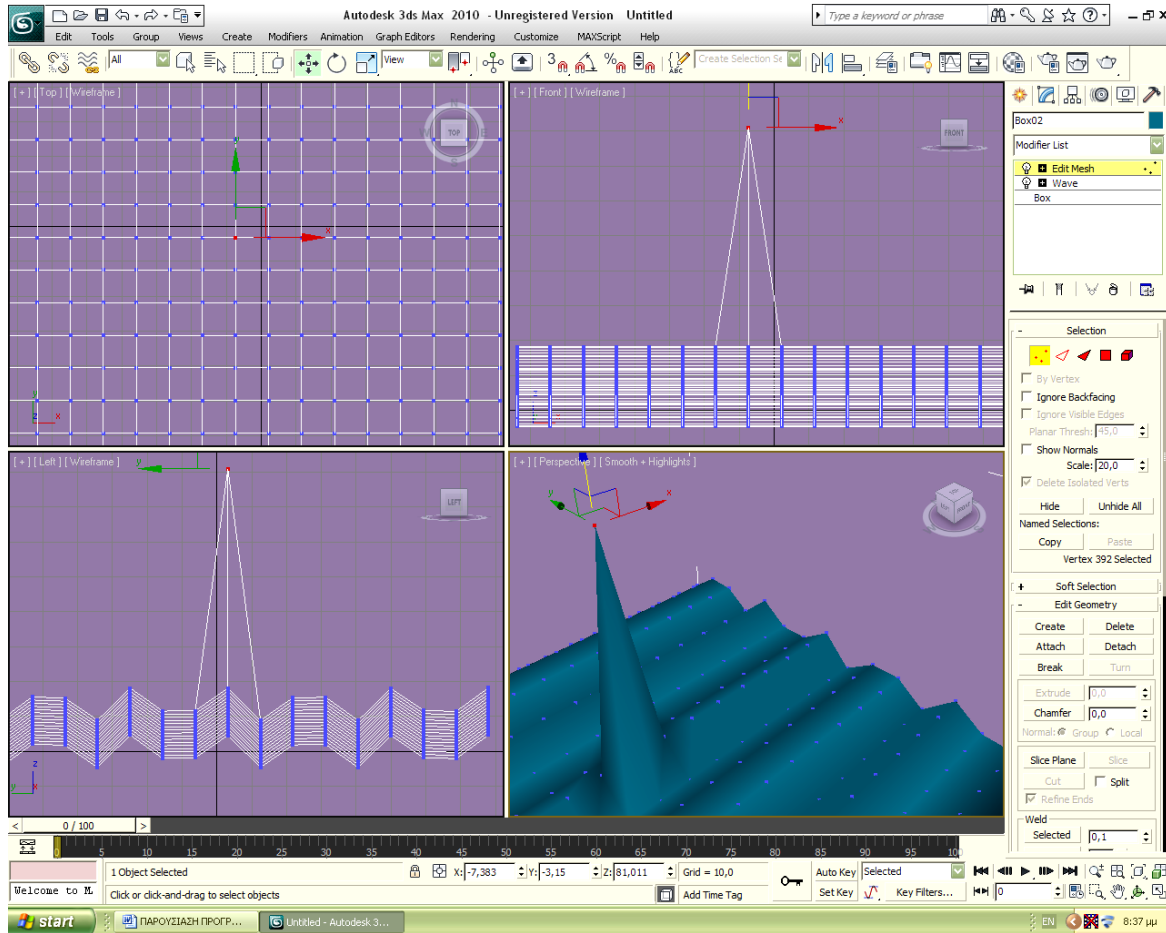 Autodesk 3ds Max 2010 - Unregistered Version Untitled
Type a keyword or phrase
Edit Tools Group Views Create Modifiers Animation Graph Editors Rendering Customize MAXScript Help
All
View
3
ABC
Create Selection Se
[ + ] [ Top ] [ Wireframe ]
N
W TOP E
S
y
x
y
z x
[ + ] [ Front ] [ Wireframe ]
x
FRONT
Box02
Modifier List
Edit Mesh
Wave
Box
Selection
By Vertex
Ignore Backfacing
Ignore Visible Edges
Planar Thresh: 45,0
Show Normals
Scale: 20,0
Delete Isolated Verts
Hide Unhide All
Named Selections:
Copy Paste
Vertex 392 Selected
Soft Selection
Edit Geometry
Create Delete
Attach Detach
Break Turn
Extrude 0,0
Chamfer 0,0
Normal: Group Local
Slice Plane Slice
Cut Split
Refine Ends
Weld
Selected 0,1
[ + ] [ Left ] [ Wireframe ]
y
LEFT
z
y x
[ + ] [ Perspective ] [ Smooth + Highlights ]
y
x
< 0 / 100 >
0 5 10 15 20 25 30 35 40 45 50 55 60 65 70 75 80 85 90 95 100
1 Object Selected X: -7,383 Y: -3,15 Z: 81,011 Grid = 10,0 Auto Key Selected
Welcome to M. Click or click-and-drag to select objects Add Time Tag Set Key Key Filters... 0
start ΠΑΡΟΥΣΙΑΣΗ ΠΡΟΓΡ... Untitled - Autodesk 3... EN 8:37 μμ